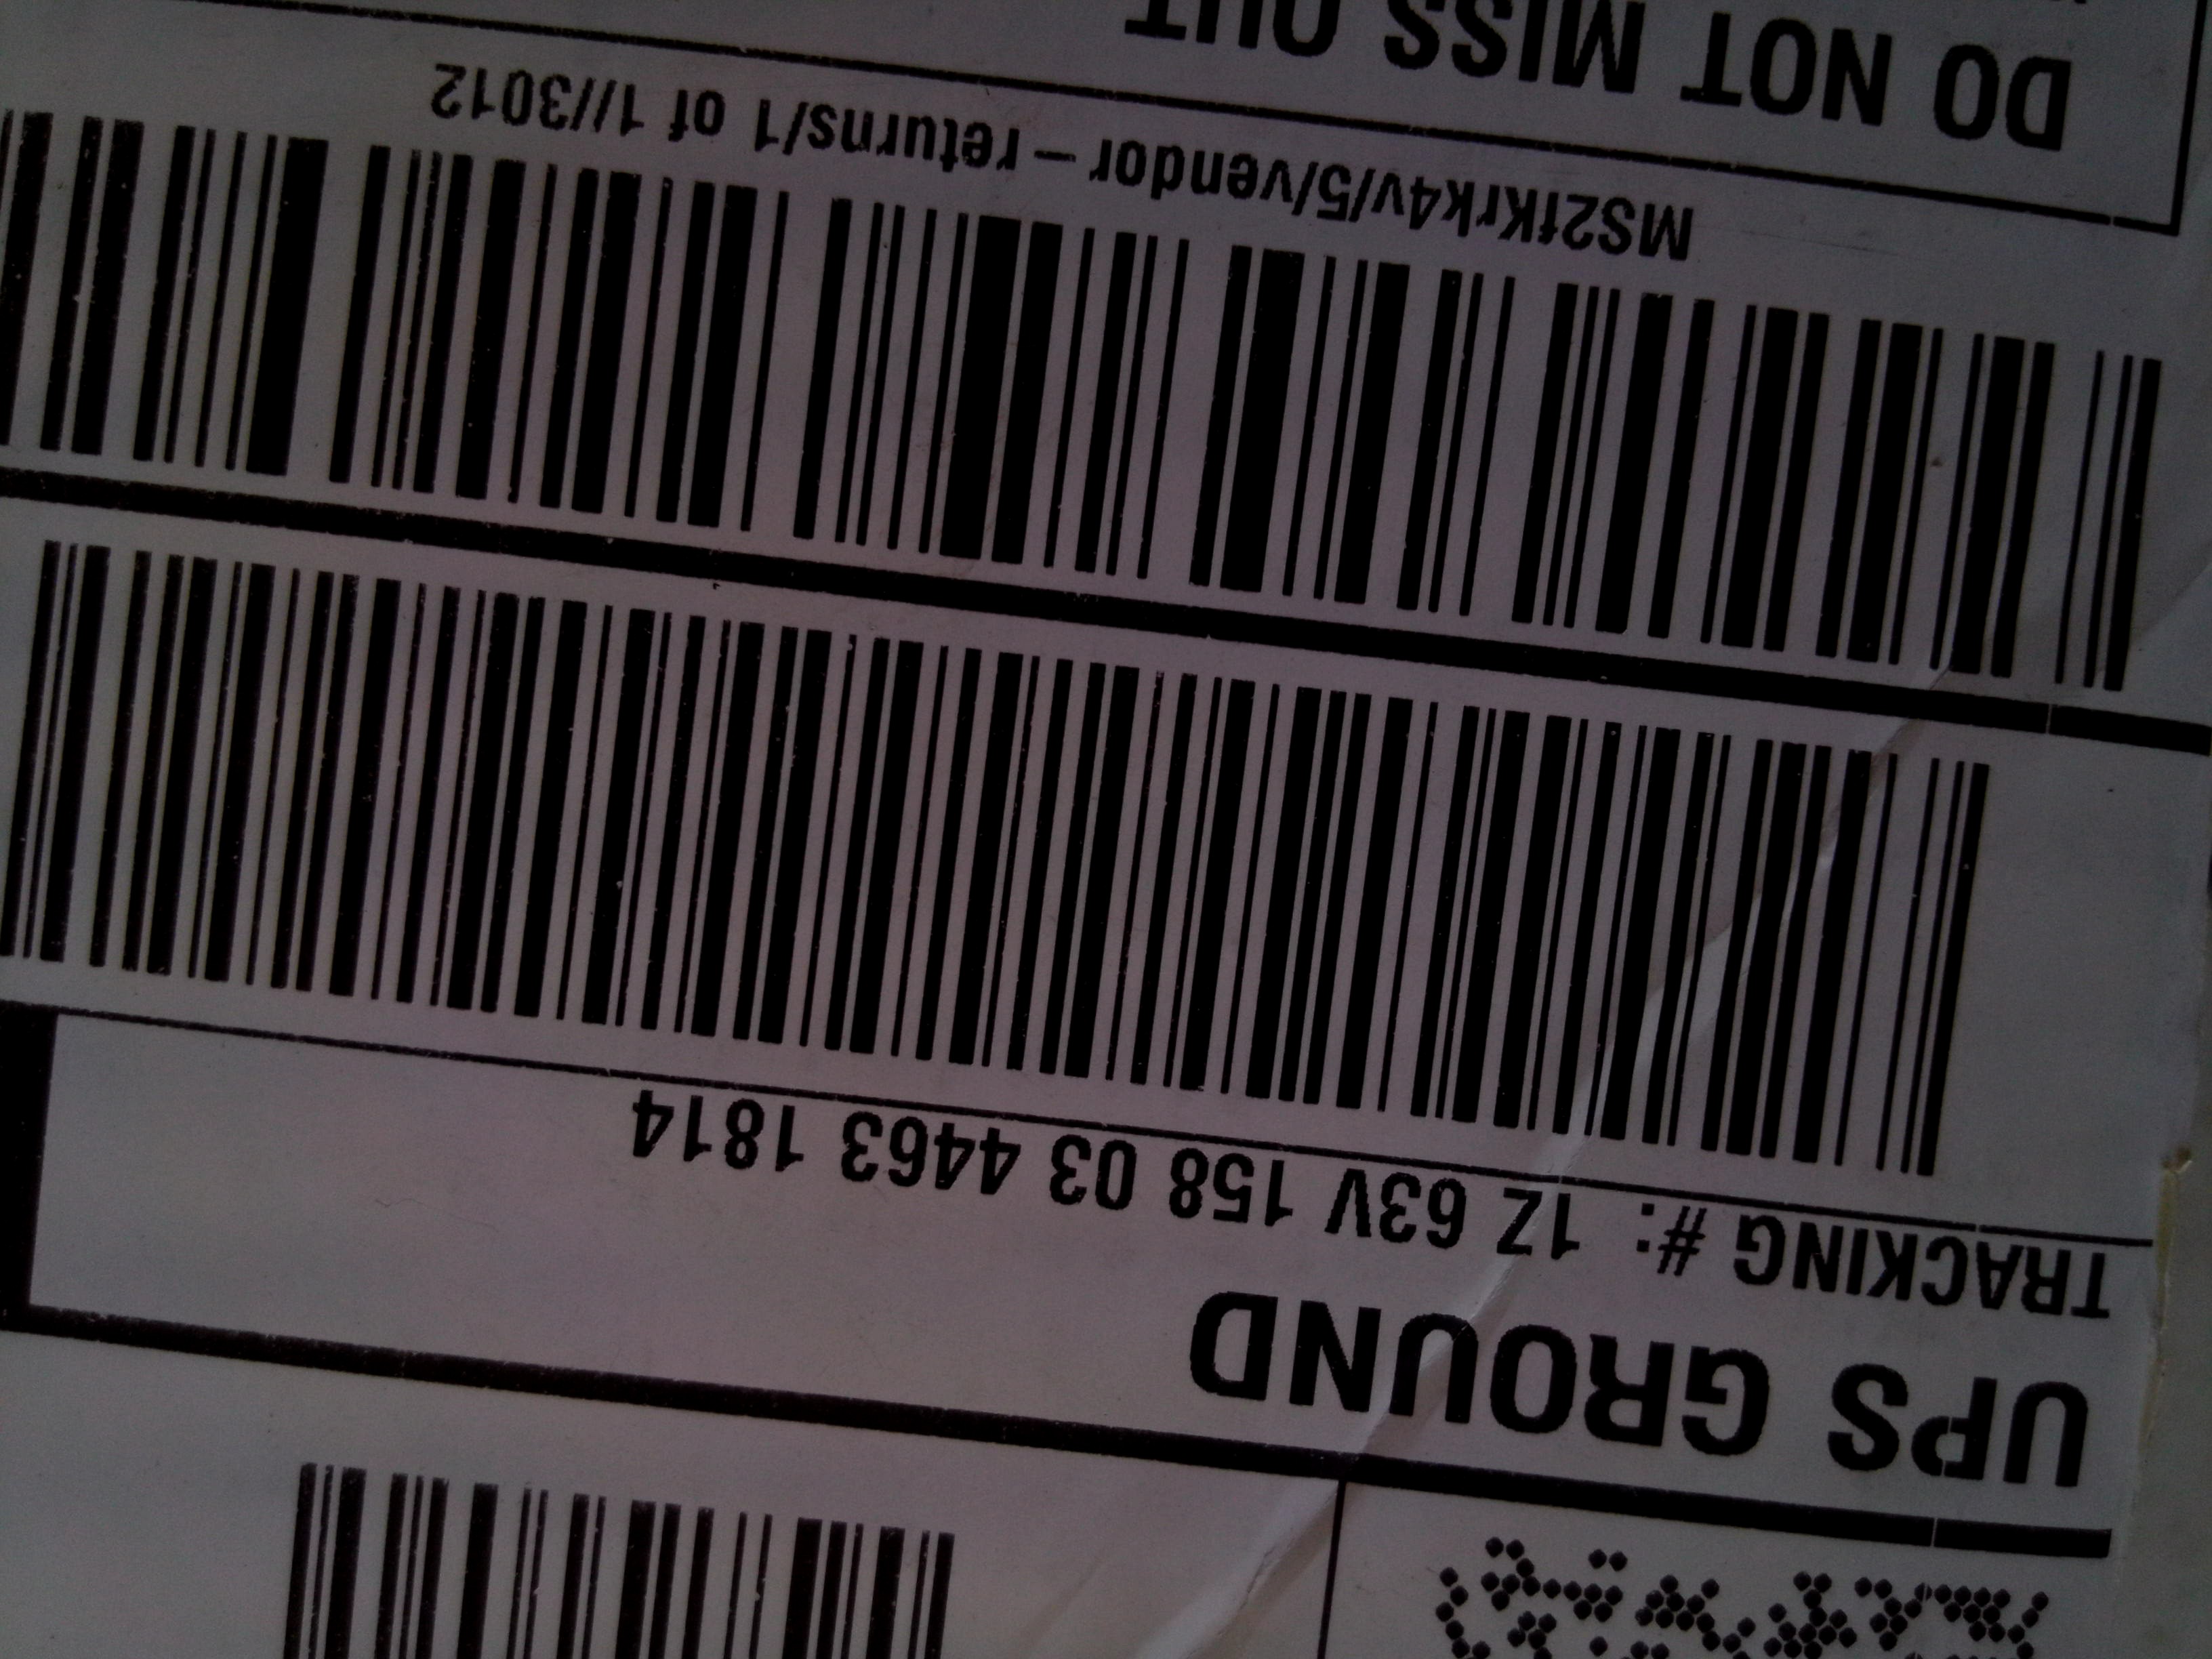 UPS GROUND
TRACKING #: 1Z 63V 158 03 4463 1814
MS2fKrk4v/5/vendor – returns/1 of 1//3012
DO NOT MISS OUT